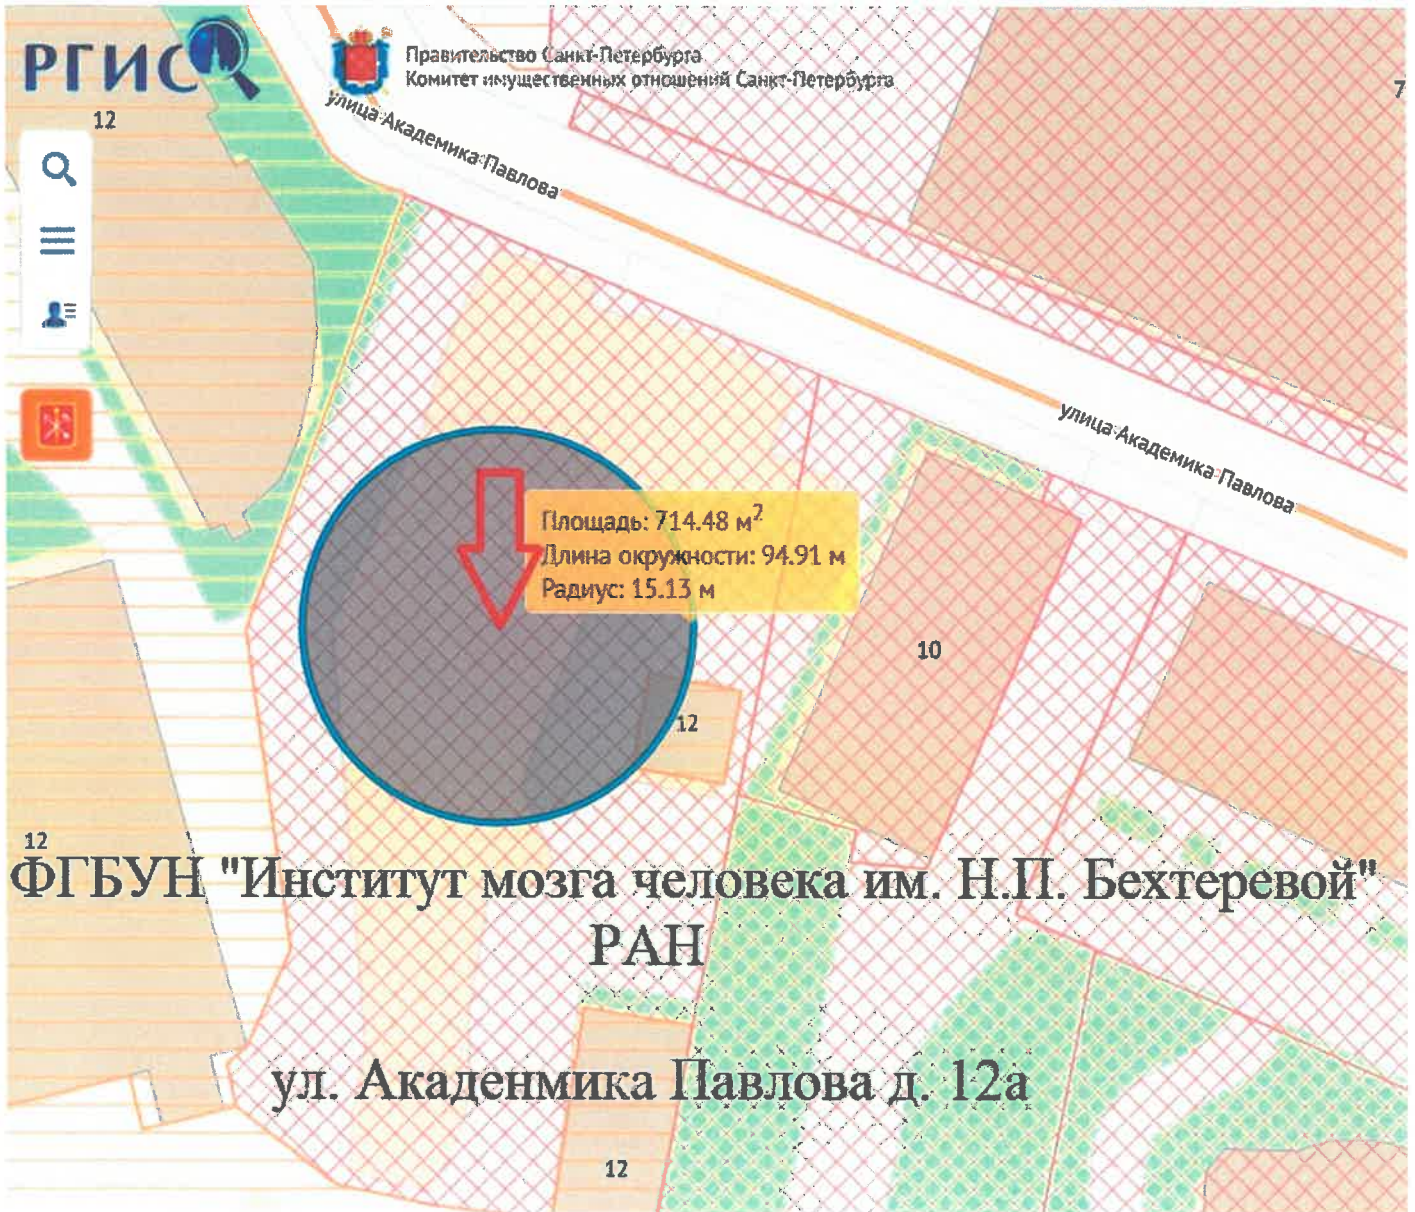 РГИС
Правительство Санкт-Петербурга
Комитет имущественных отношений Санкт-Петербурга
7
12
улица Академика Павлова
улица Академика Павлова
Площадь: 714.48 м²
Длина окружности: 94.91 м
Радиус: 15.13 м
10
12
12
ФГБУН "Институт мозга человека им. Н.П. Бехтеревой"
РАН
ул. Акаденмика Павлова д. 12а
12